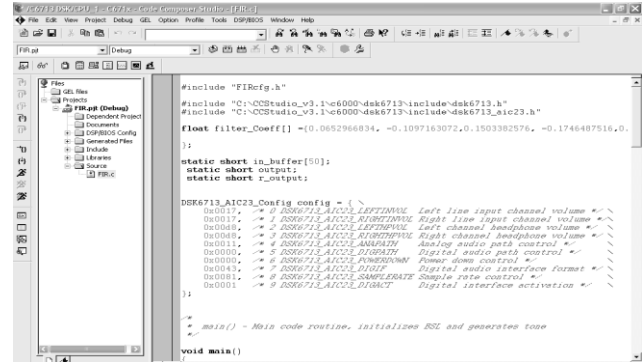 /C6713 DSK/CPU_1 - C671x - Code Composer Studio - [FIR.c]
File Edit View Project Debug GEL Option Profile Tools DSP/BIOS Window Help
FIR.pjt Debug
Files
GEL files
Projects
FIR.pjt (Debug)
Dependent Project
Documents
DSP/BIOS Config
Generated Files
Include
Libraries
Source
FIR.c
#include "FIRcfg.h"
#include "C:\CCStudio_v3.1\c6000\dsk6713\include\dsk6713.h"
#include "C:\CCStudio_v3.1\c6000\dsk6713\include\dsk6713_aic23.h"
float filter_Coeff[] ={0.0652966834, -0.1097163072,0.1503382576, -0.1746487516,0.
};
static short in_buffer[50];
static short output;
static short r_output;
DSK6713_AIC23_Config config = { \
0x0017, /* 0 DSK6713_AIC23_LEFTINVOL Left line input channel volume */ \
0x0017, /* 1 DSK6713_AIC23_RIGHTINVOL Right line input channel volume */ \
0x00d8, /* 2 DSK6713_AIC23_LEFTHPVOL Left channel headphone volume */ \
0x00d8, /* 3 DSK6713_AIC23_RIGHTHPVOL Right channel headphone volume */ \
0x0011, /* 4 DSK6713_AIC23_ANAPATH Analog audio path control */ \
0x0000, /* 5 DSK6713_AIC23_DIGPATH Digital audio path control */ \
0x0000, /* 6 DSK6713_AIC23_POWERDOWN Power down control */ \
0x0043, /* 7 DSK6713_AIC23_DIGIF Digital audio interface format */ \
0x0081, /* 8 DSK6713_AIC23_SAMPLERATE Sample rate control */ \
0x0001 /* 9 DSK6713_AIC23_DIGACT Digital interface activation */ \
};
/*
* main() - Main code routine, initializes BSL and generates tone
*/
void main()
{